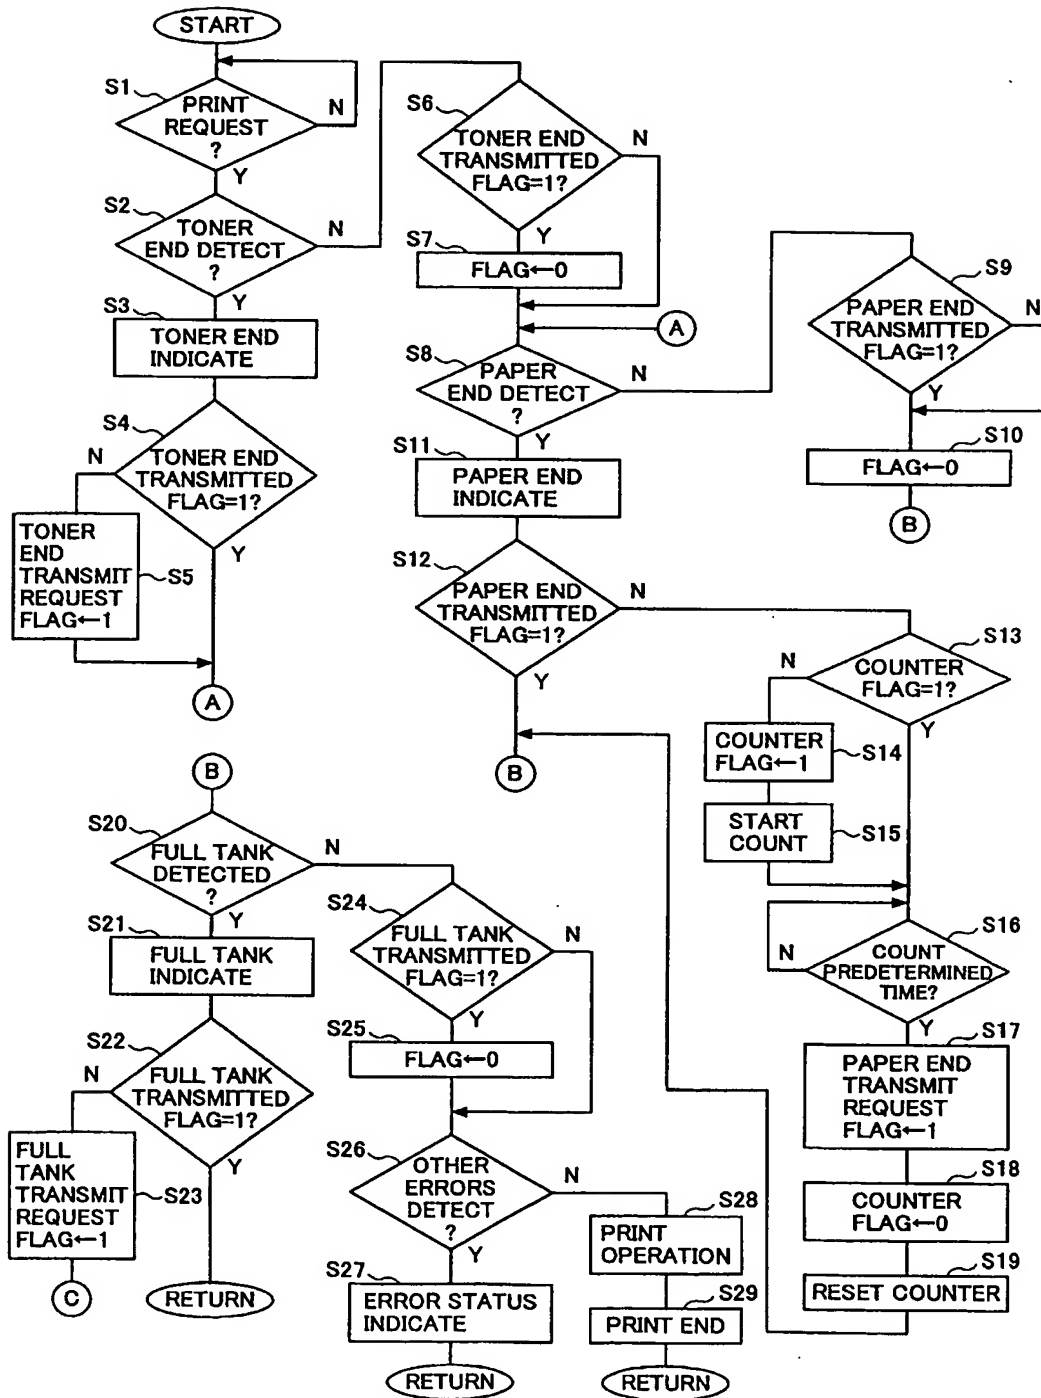 START
S1
PRINT
REQUEST
?
N
Y
S2
TONER
END DETECT
?
N
Y
S3
TONER END
INDICATE
S4
N
TONER END
TRANSMITTED
FLAG=1?
Y
TONER
END
TRANSMIT
REQUEST
FLAG←1
S5
A
S6
TONER END
TRANSMITTED
FLAG=1?
N
Y
S7
FLAG←0
A
S8
PAPER
END DETECT
?
N
Y
S9
PAPER END
TRANSMITTED
FLAG=1?
N
Y
S10
FLAG←0
B
S11
PAPER END
INDICATE
S12
PAPER END
TRANSMITTED
FLAG=1?
N
Y
B
S13
N
COUNTER
FLAG=1?
Y
COUNTER
FLAG←1
S14
START
COUNT
S15
S16
N
COUNT
PREDETERMINED
TIME?
Y
S17
PAPER END
TRANSMIT
REQUEST
FLAG←1
S18
COUNTER
FLAG←0
S19
RESET COUNTER
B
S20
FULL TANK
DETECTED
?
N
Y
S21
FULL TANK
INDICATE
S22
N
FULL TANK
TRANSMITTED
FLAG=1?
Y
FULL
TANK
TRANSMIT
REQUEST
FLAG←1
S23
C
RETURN
S24
FULL TANK
TRANSMITTED
FLAG=1?
N
Y
S25
FLAG←0
S26
OTHER
ERRORS
DETECT
?
N
Y
S27
ERROR STATUS
INDICATE
RETURN
S28
PRINT
OPERATION
S29
PRINT END
RETURN